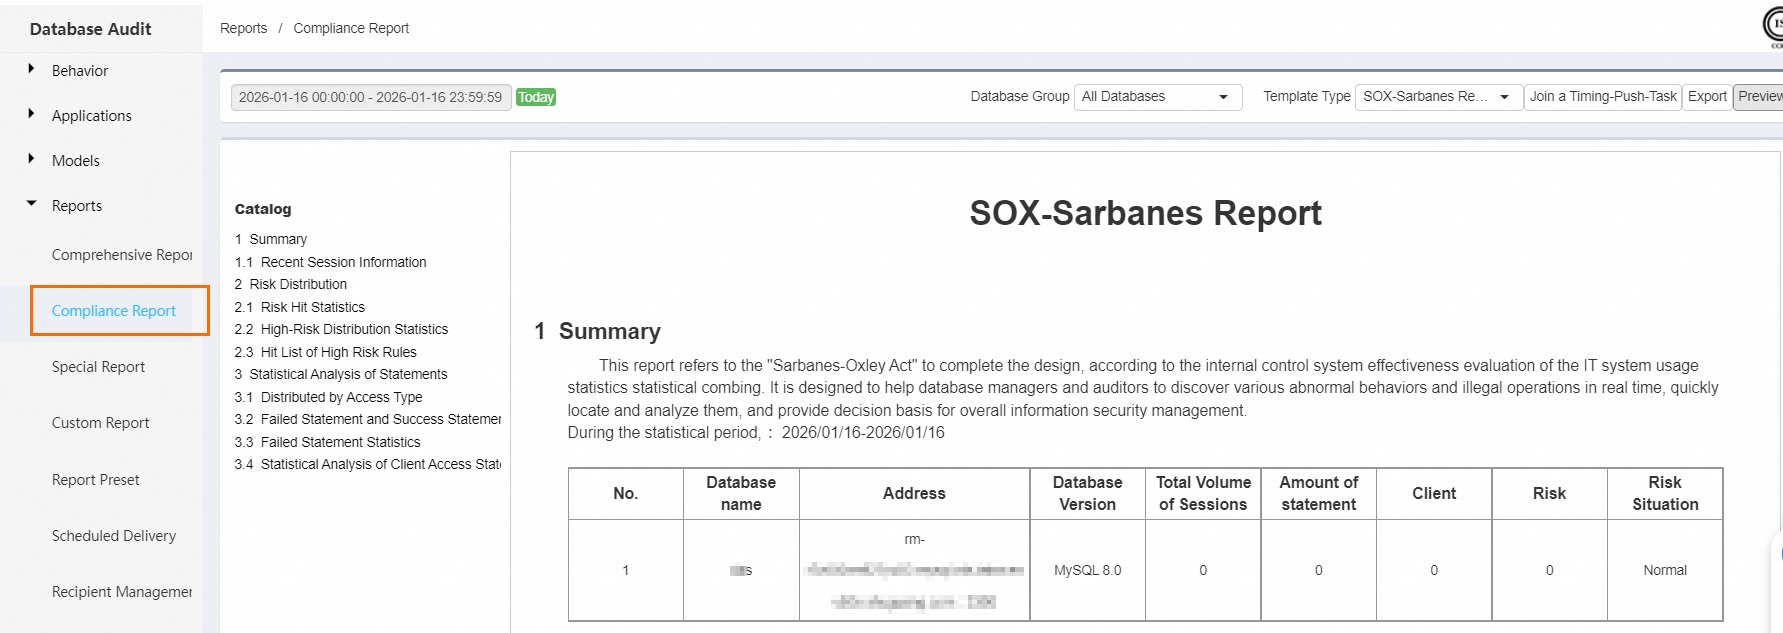 Database Audit
Behavior
Applications
Models
Reports
Comprehensive Repor
Compliance Report
Special Report
Custom Report
Report Preset
Scheduled Delivery
Recipient Managemen
Reports / Compliance Report
2026-01-16 00:00:00 - 2026-01-16 23:59:59 Today
Database Group All Databases Template Type SOX-Sarbanes Re... Join a Timing-Push-Task Export Preview
Catalog
1 Summary
1.1 Recent Session Information
2 Risk Distribution
2.1 Risk Hit Statistics
2.2 High-Risk Distribution Statistics
2.3 Hit List of High Risk Rules
3 Statistical Analysis of Statements
3.1 Distributed by Access Type
3.2 Failed Statement and Success Statemen
3.3 Failed Statement Statistics
3.4 Statistical Analysis of Client Access State
SOX-Sarbanes Report
1 Summary
This report refers to the "Sarbanes-Oxley Act" to complete the design, according to the internal control system effectiveness evaluation of the IT system usage
statistics statistical combing. It is designed to help database managers and auditors to discover various abnormal behaviors and illegal operations in real time, quickly
locate and analyze them, and provide decision basis for overall information security management.
During the statistical period, : 2026/01/16-2026/01/16
No. Database name Address Database Version Total Volume of Sessions Amount of statement Client Risk Risk Situation
1 rm- MySQL 8.0 0 0 0 0 Normal